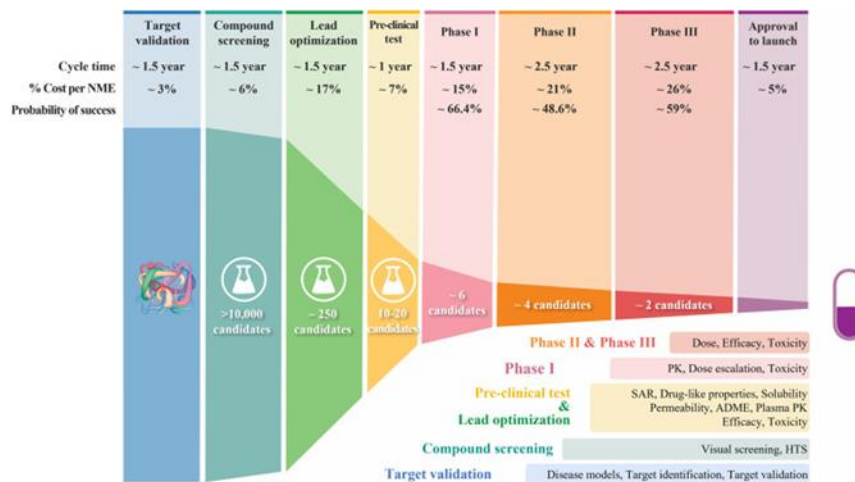 Target validation
Compound screening
Lead optimization
Pre-clinical test
Phase I
Phase II
Phase III
Approval to launch
Cycle time ~ 1.5 year ~ 1.5 year ~ 1.5 year ~ 1 year ~ 1.5 year ~ 2.5 year ~ 2.5 year ~ 1.5 year
% Cost per NME ~ 3% ~ 6% ~ 17% ~ 7% ~ 15% ~ 21% ~ 26% ~ 5%
Probability of success ~ 66.4% ~ 48.6% ~ 59%
>10,000 candidates
~ 250 candidates
10-20 candidates
~ 6 candidates
~ 4 candidates
~ 2 candidates
Phase II & Phase III Dose, Efficacy, Toxicity
Phase I PK, Dose escalation, Toxicity
Pre-clinical test
&
Lead optimization
SAR, Drug-like properties, Solubility
Permeability, ADME, Plasma PK
Efficacy, Toxicity
Compound screening Visual screening, HTS
Target validation Disease models, Target identification, Target validation